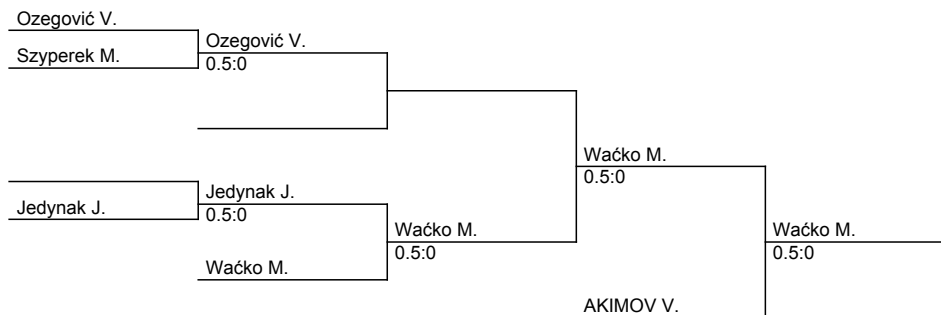 Ozegović V.
Szyperek M.
Ozegović V.
0.5:0
Jedynak J.
Jedynak J.
0.5:0
Waćko M.
Waćko M.
0.5:0
Waćko M.
0.5:0
AKIMOV V.
Waćko M.
0.5:0